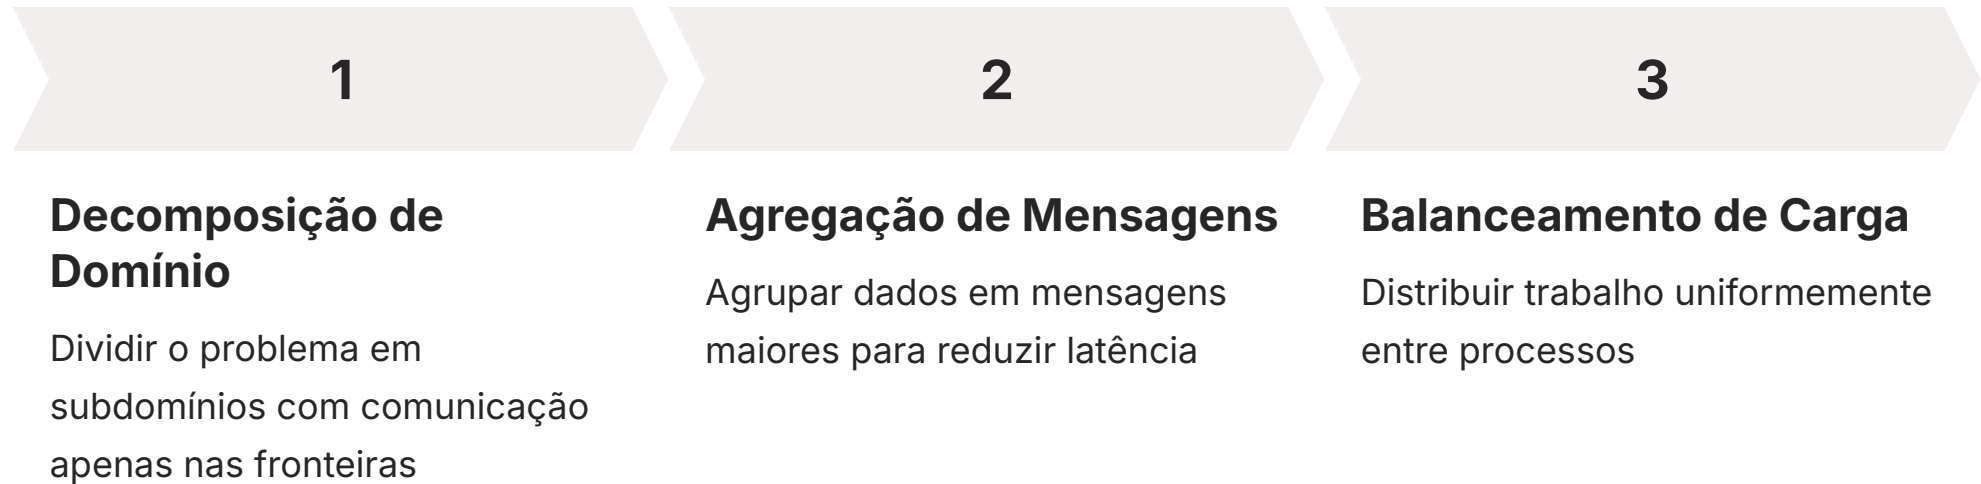 1
Decomposição de
Domínio
Dividir o problema em
subdomínios com comunicação
apenas nas fronteiras
2
Agregação de Mensagens
Agrupar dados em mensagens
maiores para reduzir latência
3
Balanceamento de Carga
Distribuir trabalho uniformemente
entre processos